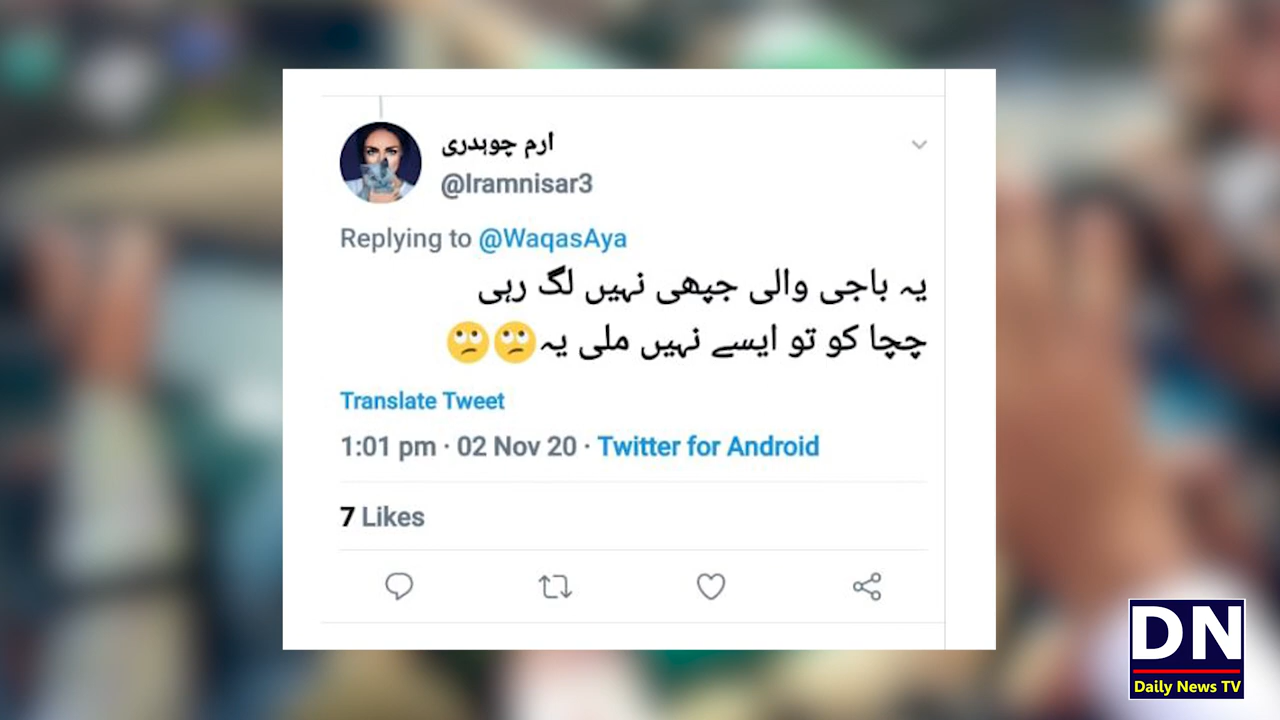 ارم چوہدری
@Iramnisar3
Replying to @WaqasAya
یہ باجی والی جپھی نہیں لگ رہی
چچا کو تو ایسے نہیں ملی یہ🙄🙄
Translate Tweet
1:01 pm · 02 Nov 20 · Twitter for Android
7 Likes
DN
Daily News TV